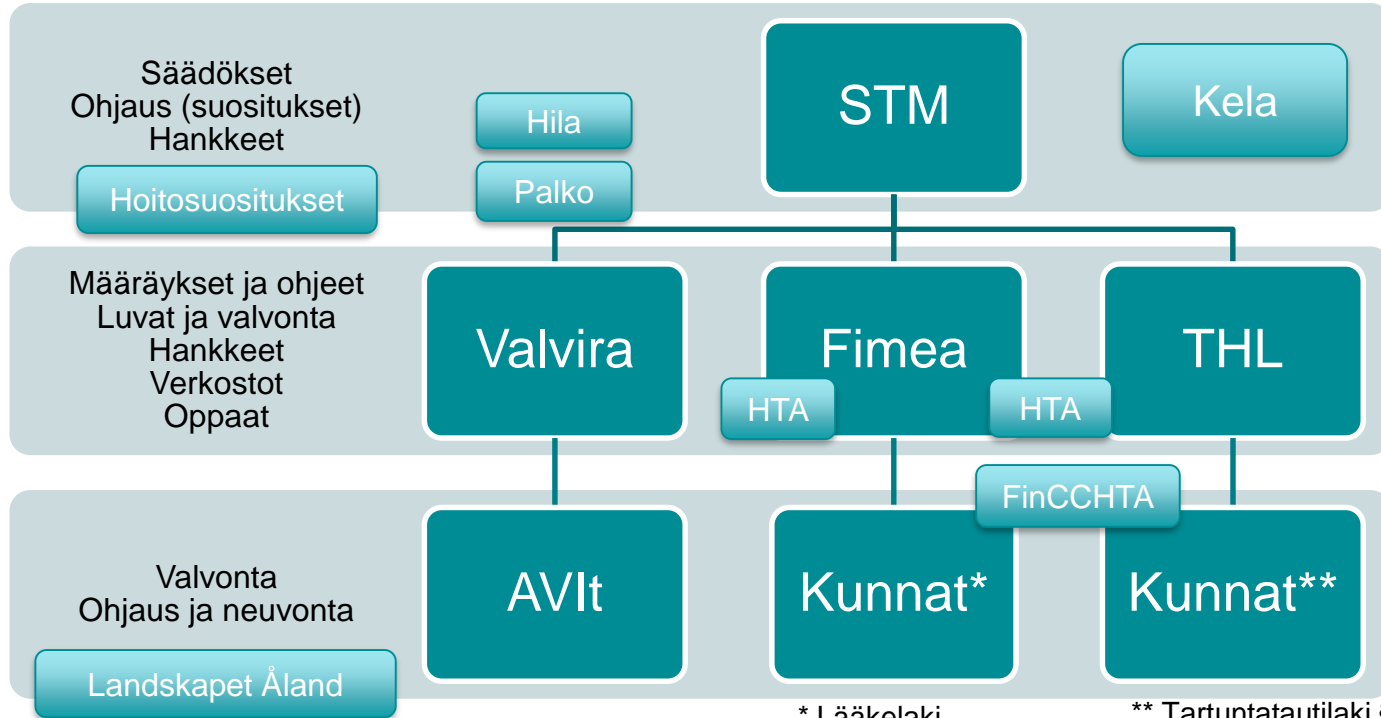 Säädökset
Ohjaus (suositukset)
Hankkeet
Hoitosuositukset
Hila
Palko
STM
Kela
Määräykset ja ohjeet
Luvat ja valvonta
Hankkeet
Verkostot
Oppaat
Valvira
Fimea
THL
HTA
HTA
FinCCHTA
Valvonta
Ohjaus ja neuvonta
Landskapet Åland
AVIt
Kunnat*
Kunnat**
* Lääkelaki
** Tartuntatautilaki